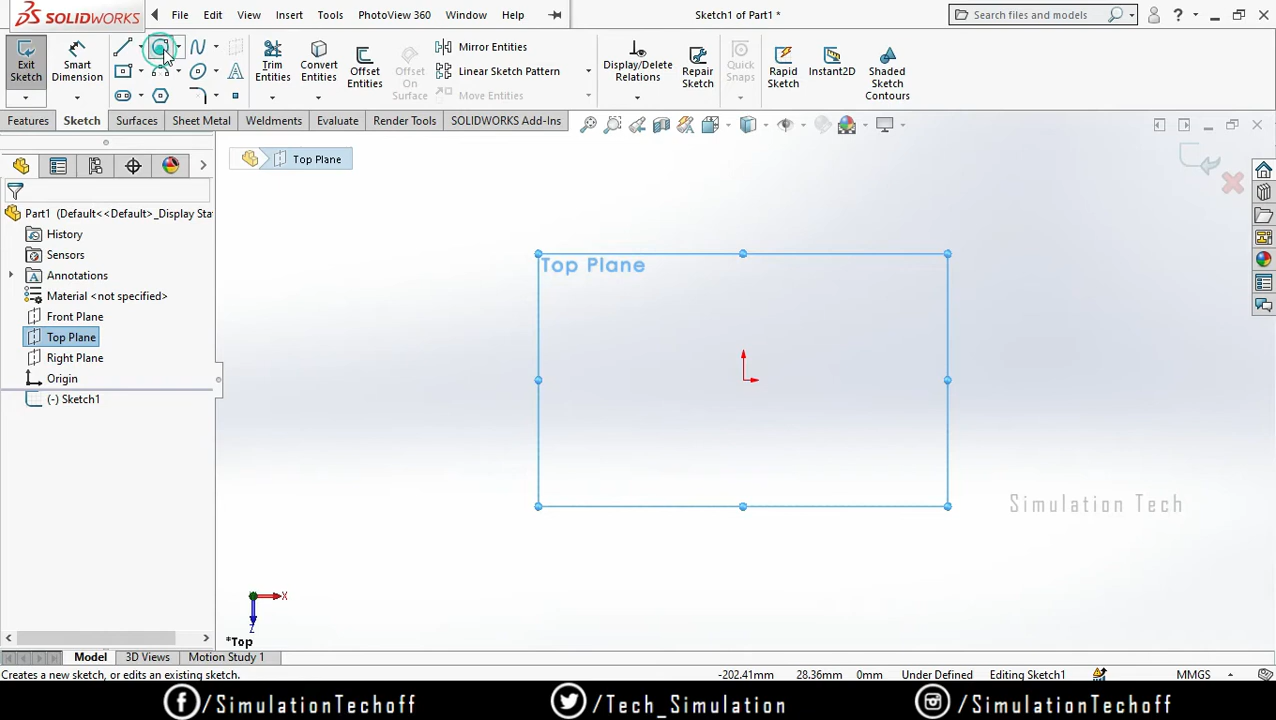 SOLIDWORKS
File Edit View Insert Tools PhotoView 360 Window Help
Sketch1 of Part1 *
Search files and models
?
Exit Sketch
Smart Dimension
Trim Entities
Convert Entities
Offset Entities
Offset On Surface
Mirror Entities
Linear Sketch Pattern
Move Entities
Display/Delete Relations
Repair Sketch
Quick Snaps
Rapid Sketch
Instant2D
Shaded Sketch Contours
Features Sketch Surfaces Sheet Metal Weldments Evaluate Render Tools SOLIDWORKS Add-Ins
Top Plane
Part1 (Default<<Default>_Display Sta
History
Sensors
Annotations
Material <not specified>
Front Plane
Top Plane
Right Plane
Origin
(-) Sketch1
Top Plane
Simulation Tech
X
Z
*Top
Model 3D Views Motion Study 1
Creates a new sketch, or edits an existing sketch.
-202.41mm 28.36mm 0mm Under Defined Editing Sketch1 MMGS
/SimulationTechoff /Tech_Simulation /SimulationTechoff